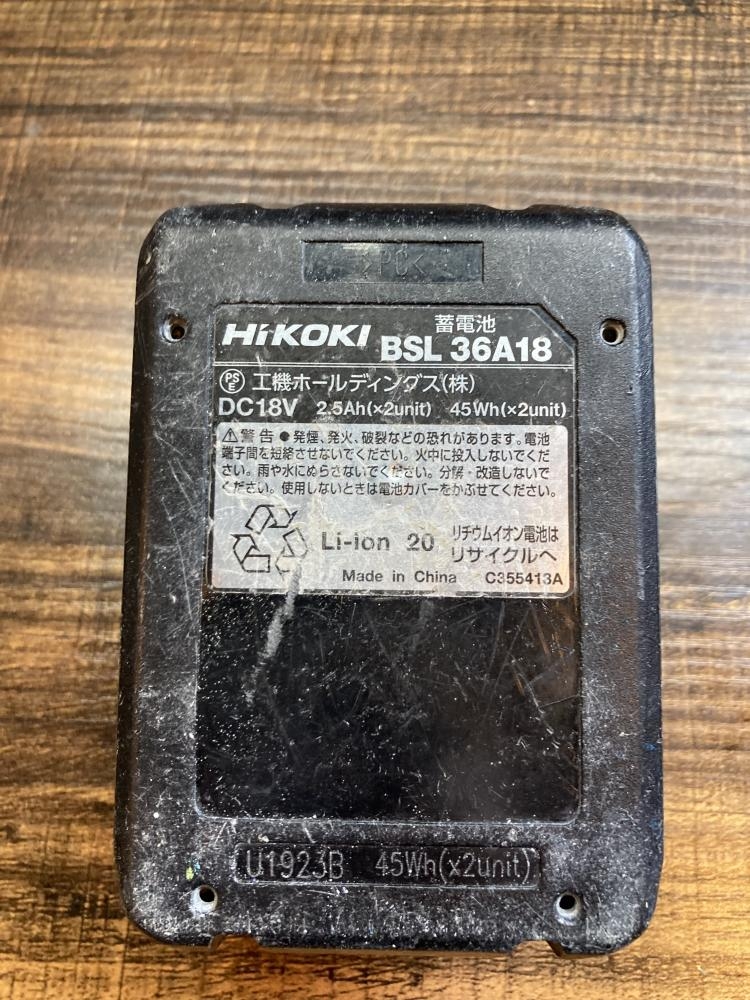 >PC<
HiKOKI 蓄電池
BSL 36A18
PSE 工機ホールディングス(株)
DC18V 2.5Ah(×2unit) 45Wh(×2unit)
⚠警告 ●発煙、発火、破裂などの恐れがあります。電池
端子間を短絡させないでください。火中に投入しないでくだ
さい。雨や水にぬらさないでください。分解・改造しないで
ください。使用しないときは電池カバーをかぶせてください。
Li-ion 20 リチウムイオン電池は
リサイクルへ
Made in China C355413A
U1923B 45Wh(x2unit)